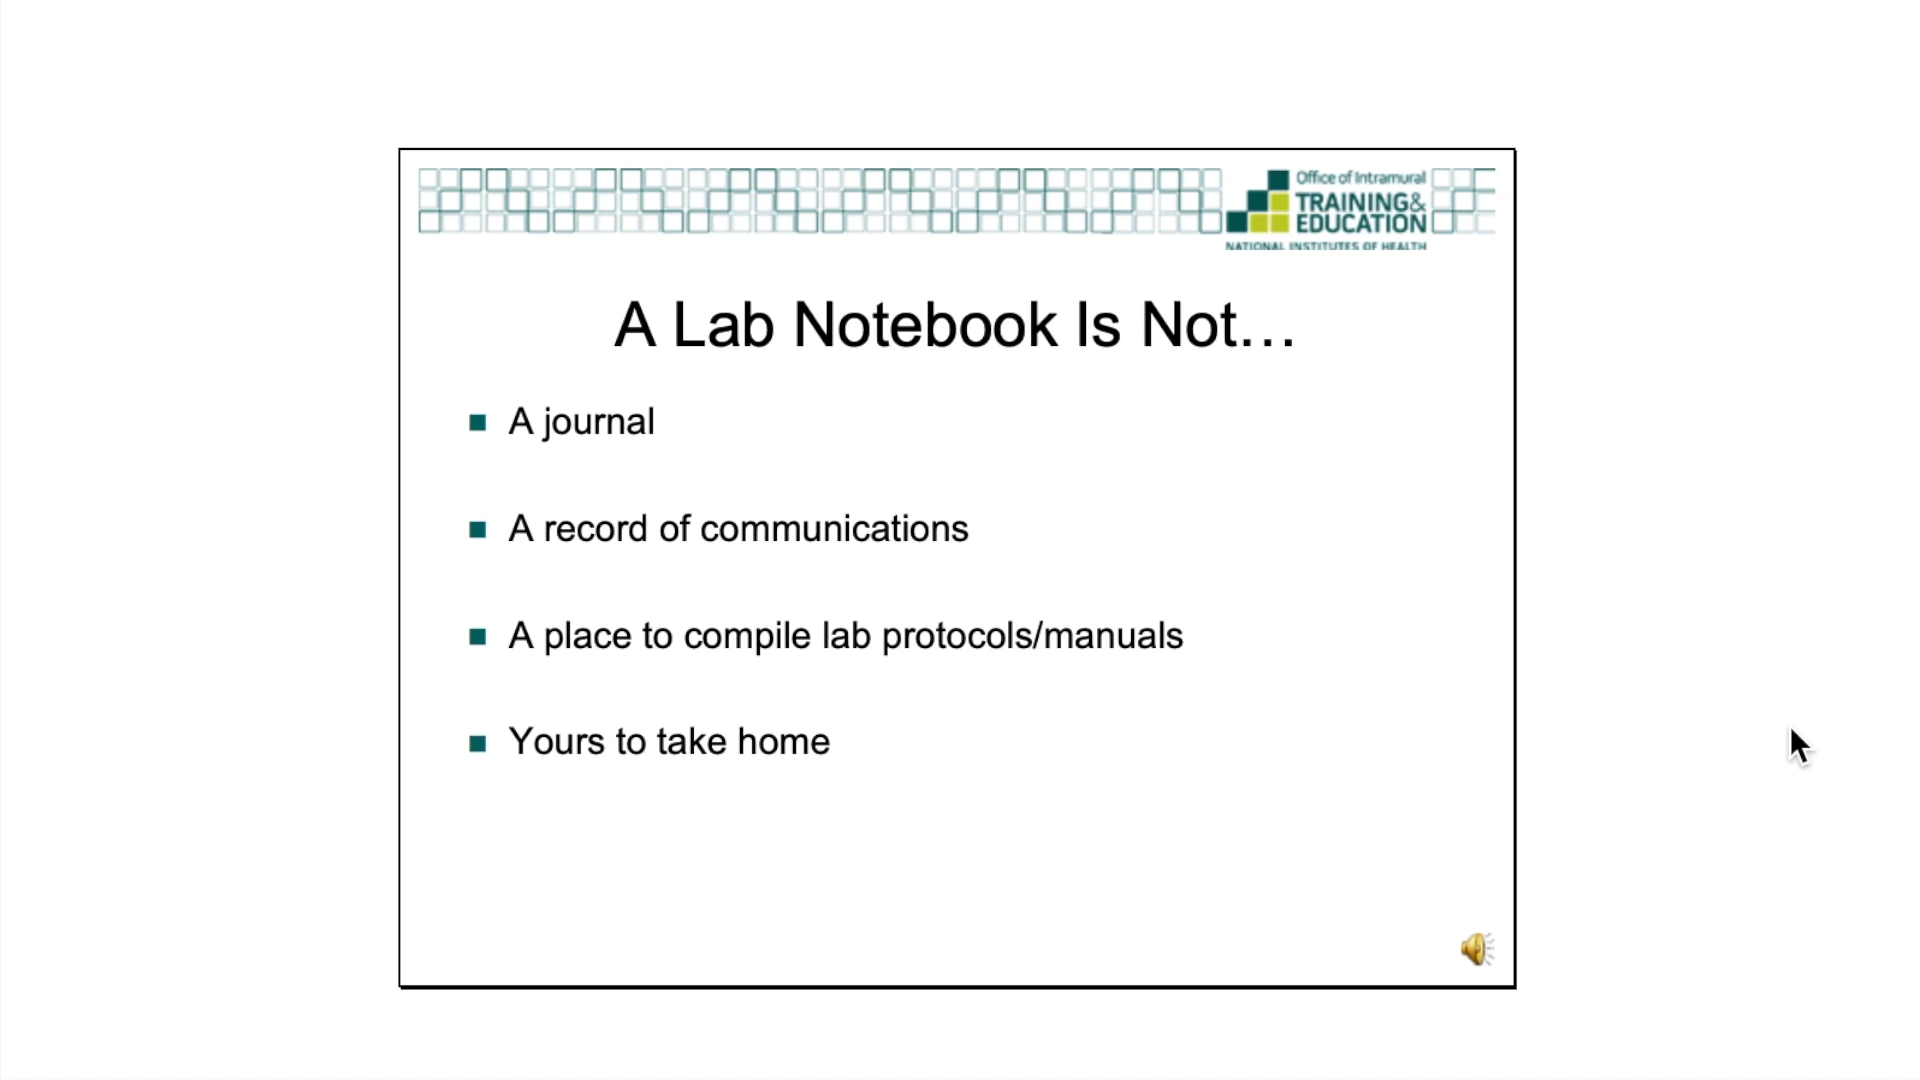 Office of Intramural
TRAINING&
EDUCATION
NATIONAL INSTITUTES OF HEALTH
A Lab Notebook Is Not…
A journal
A record of communications
A place to compile lab protocols/manuals
Yours to take home